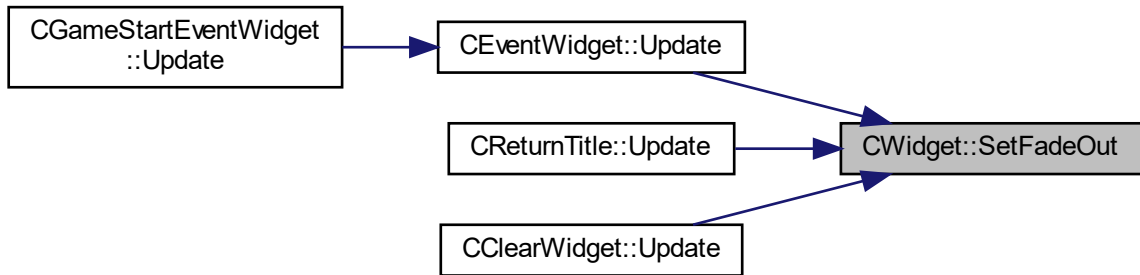 CGameStartEventWidget
::Update
CEventWidget::Update
CReturnTitle::Update
CWidget::SetFadeOut
CClearWidget::Update